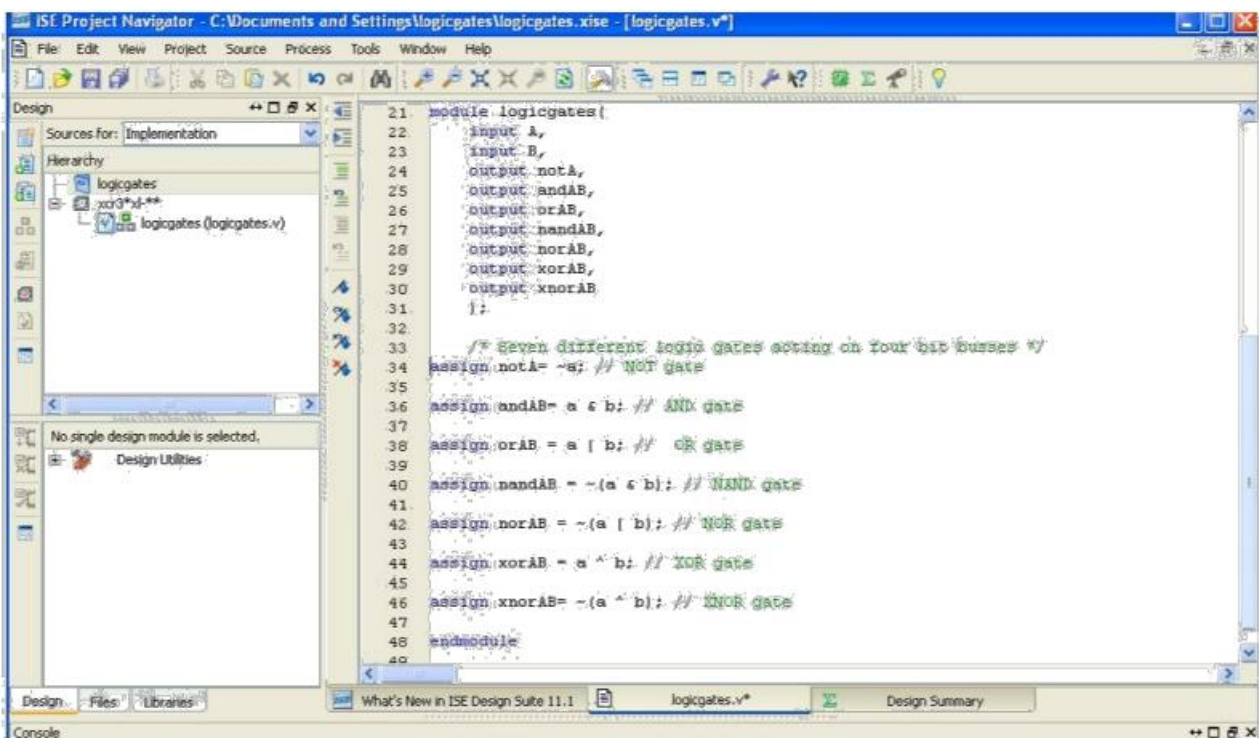 ISE Project Navigator - C:\Documents and Settings\logicgates\logicgates.xise - [logicgates.v*]
File Edit View Project Source Process Tools Window Help
Design
Sources for: Implementation
Hierarchy
logicgates
xcr3*xl-**
logicgates (logicgates.v)
No single design module is selected.
Design Utilities
21 module logicgates(
22 input A,
23 input B,
24 output notA,
25 output andAB,
26 output orAB,
27 output nandAB,
28 output norAB,
29 output xorAB,
30 output xnorAB
31 );
32
33 /* Seven different logic gates acting on four bit busses */
34 assign notA= ~a; // NOT gate
35
36 assign andAB= a & b; // AND gate
37
38 assign orAB = a | b; // OR gate
39
40 assign nandAB = ~(a & b); // NAND gate
41
42 assign norAB = ~(a | b); // NOR gate
43
44 assign xorAB = a ^ b; // XOR gate
45
46 assign xnorAB= ~(a ^ b); // XNOR gate
47
48 endmodule
49
Design Files Libraries
What's New in ISE Design Suite 11.1 logicgates.v* Design Summary
Console